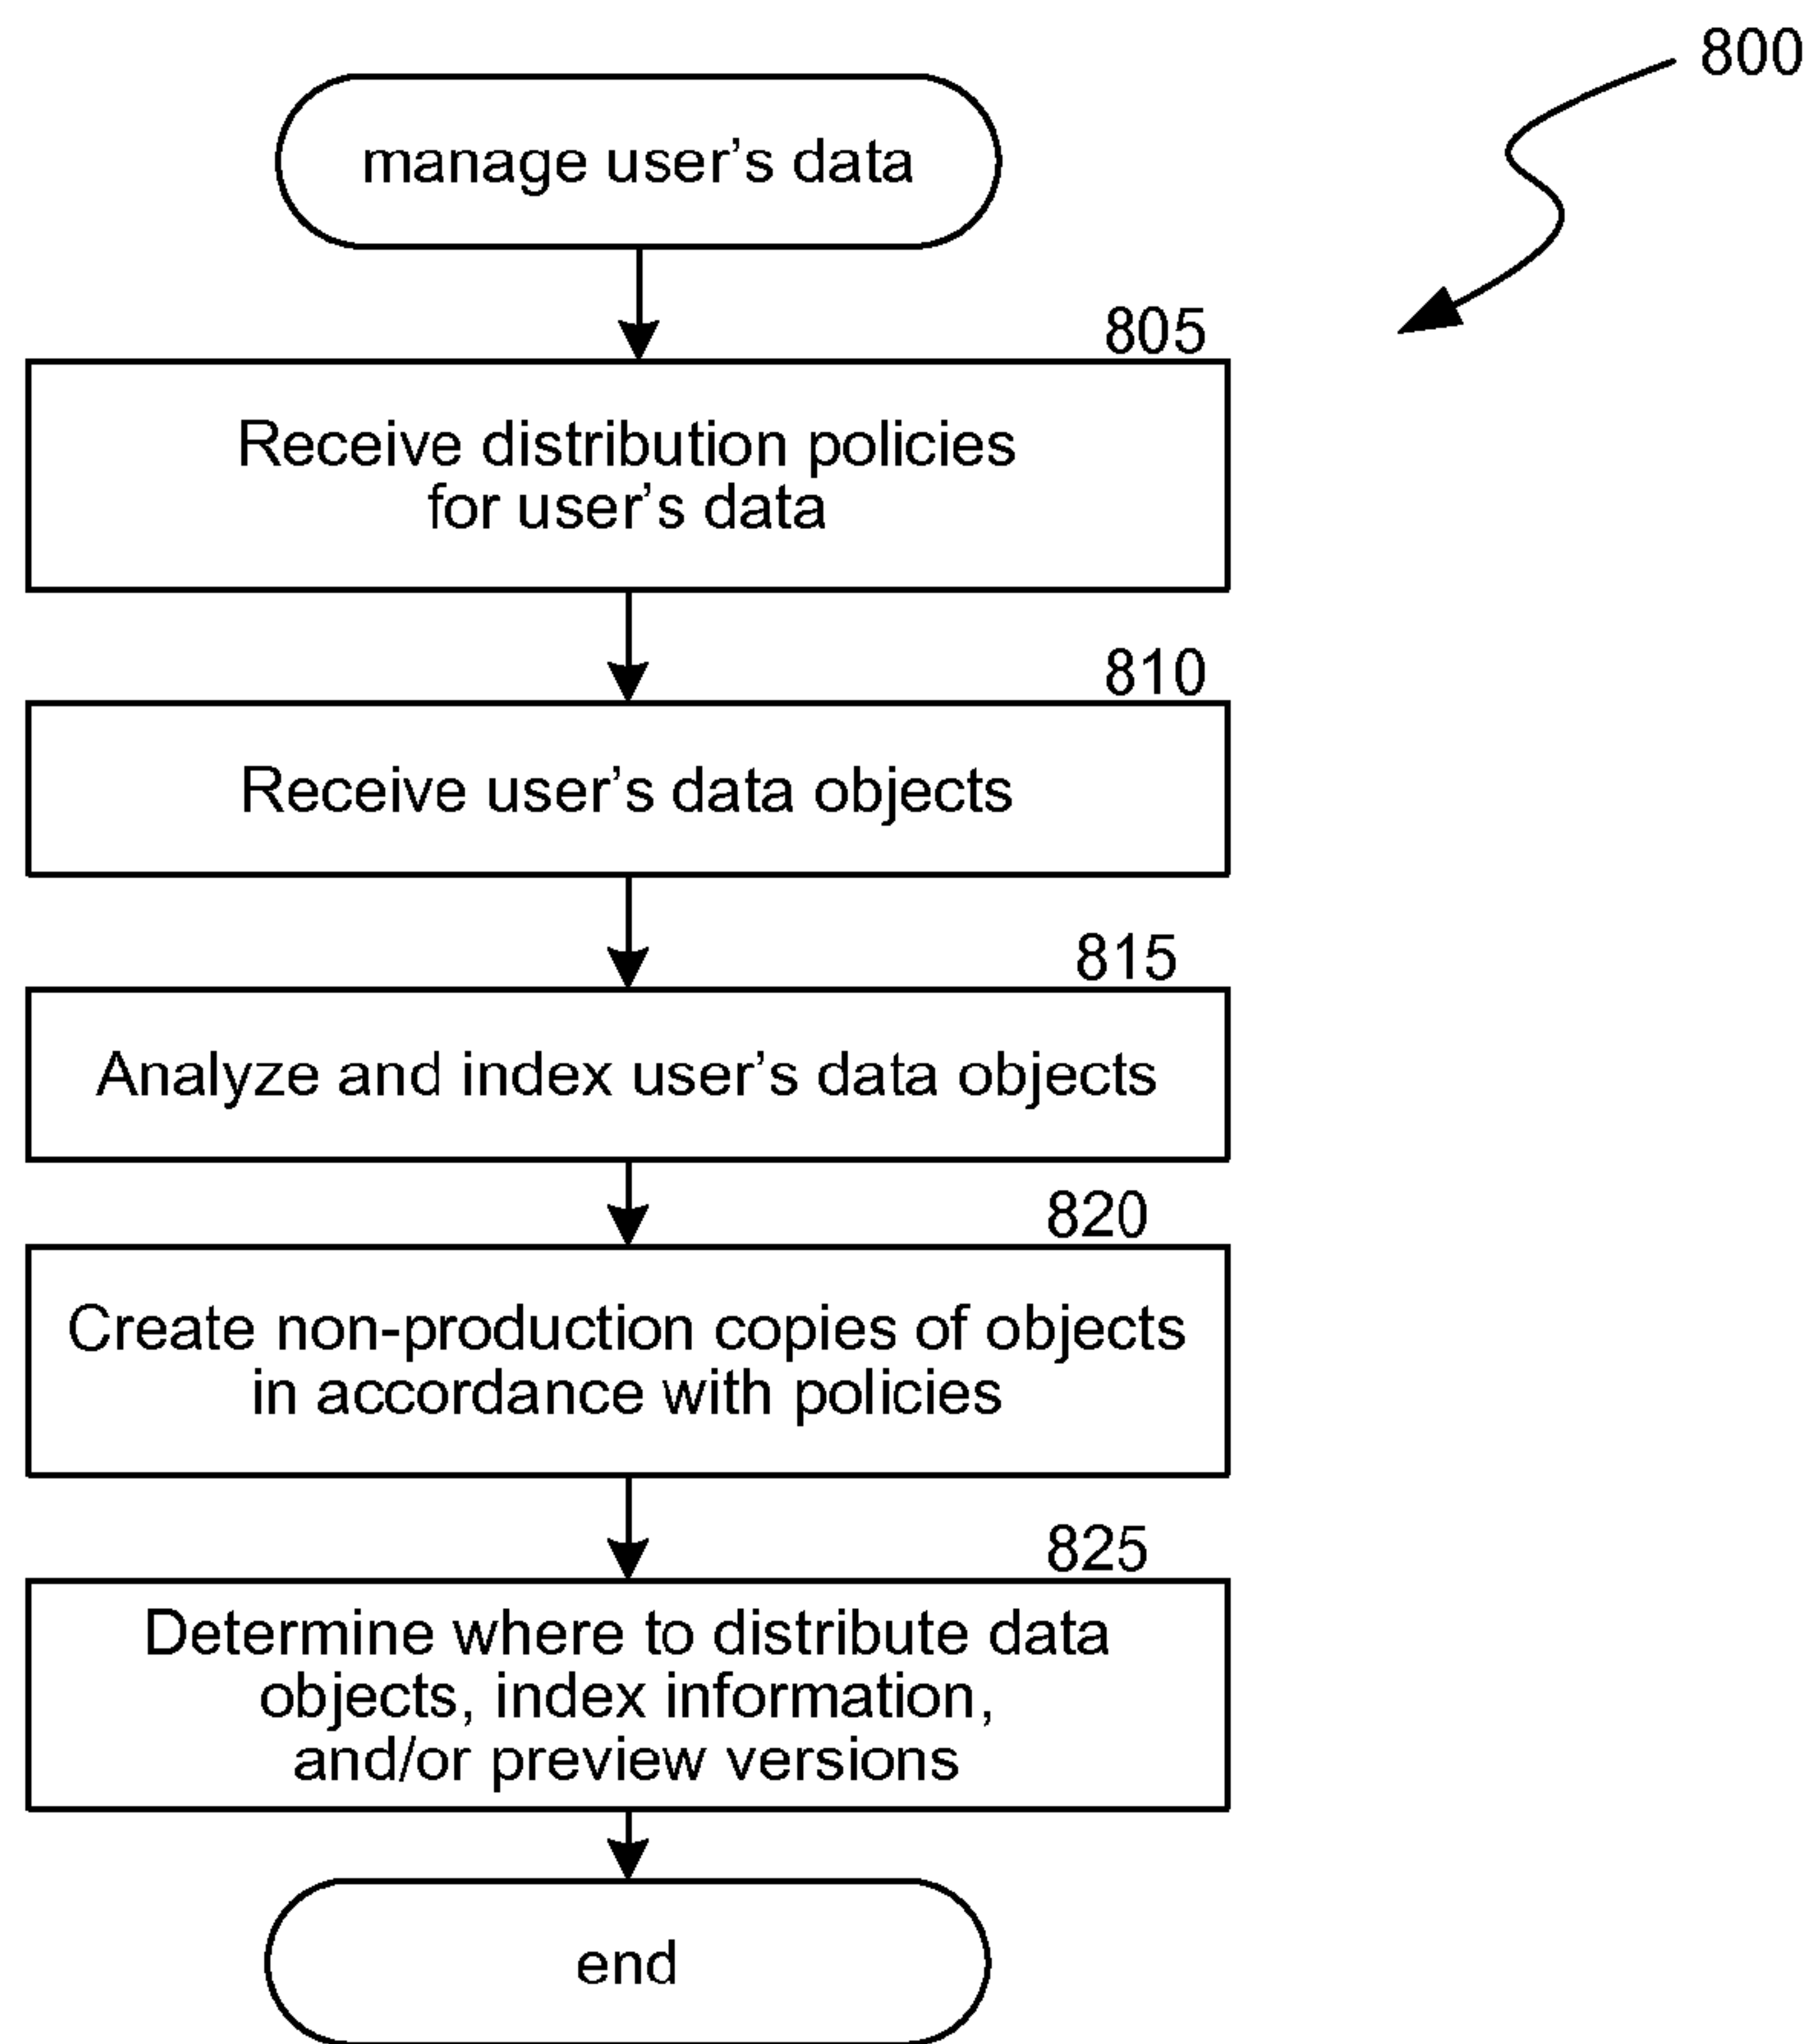 800
manage user's data
805
Receive distribution policies
for user's data
810
Receive user's data objects
815
Analyze and index user's data objects
820
Create non-production copies of objects
in accordance with policies
825
Determine where to distribute data
objects, index information,
and/or preview versions
end